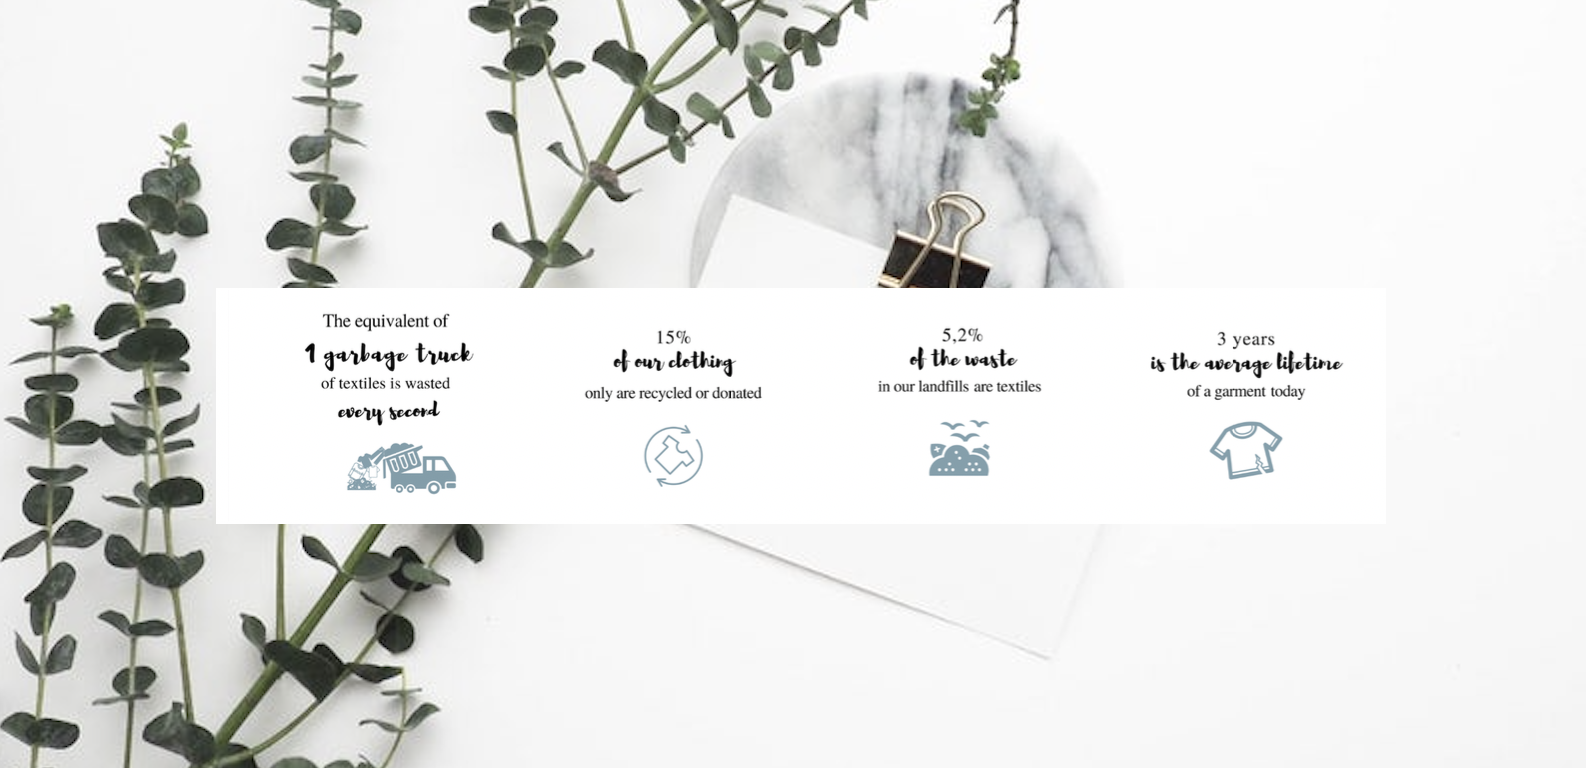 The equivalent of
1 garbage truck
of textiles is wasted
every second
15%
of our clothing
only are recycled or donated
5,2%
of the waste
in our landfills are textiles
3 years
is the average lifetime
of a garment today